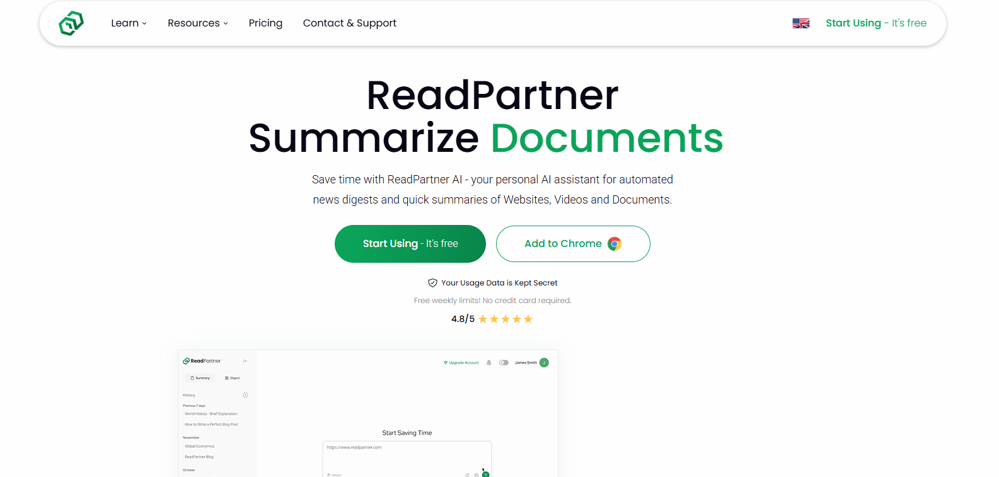 Learn
Resources
Pricing
Contact & Support
Start Using - It's free
ReadPartner
Summarize Documents
Save time with ReadPartner AI - your personal AI assistant for automated
news digests and quick summaries of Websites, Videos and Documents.
Start Using - It's free
Add to Chrome
Your Usage Data is Kept Secret
Free weekly limits! No credit card required.
4.8/5
ReadPartner
Upgrade Account
James Smith
J
Summary
Digest
History
Previous 7 days
World History - Brief Explanation
How to Write a Perfect Blog Post
Novermber
Global Economics
ReadPartner Blog
October
Start Saving Time
https://www.readpartner.com
Attach